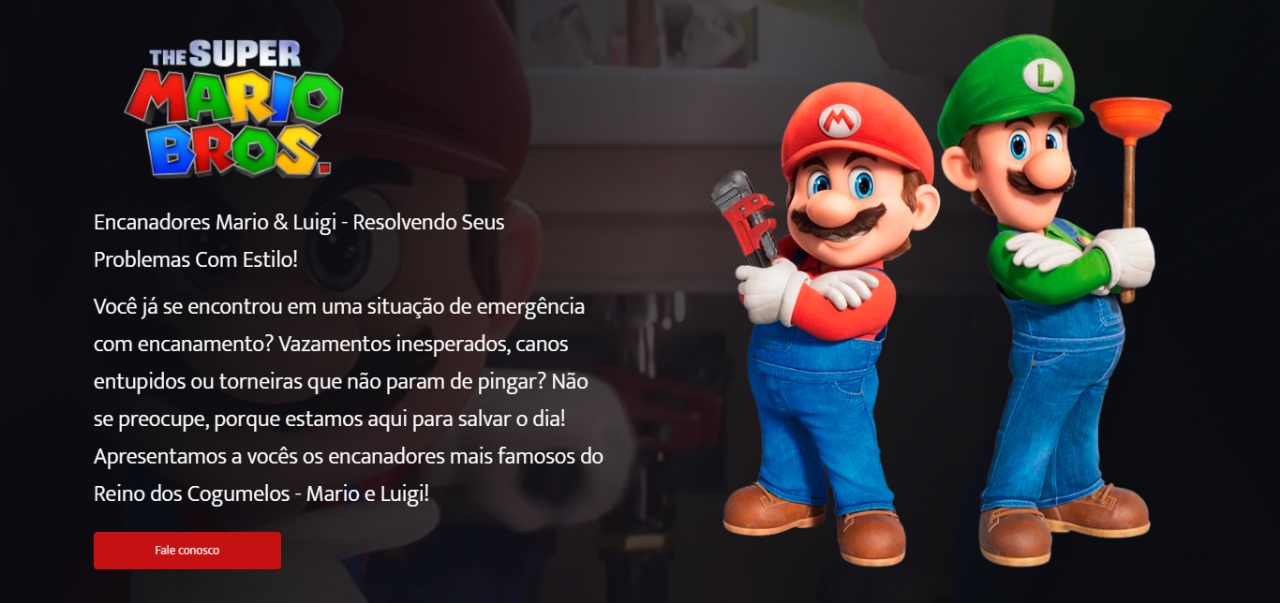 THE SUPER
MARIO
BROS.
Encanadores Mario & Luigi - Resolvendo Seus
Problemas Com Estilo!
Você já se encontrou em uma situação de emergência
com encanamento? Vazamentos inesperados, canos
entupidos ou torneiras que não param de pingar? Não
se preocupe, porque estamos aqui para salvar o dia!
Apresentamos a vocês os encanadores mais famosos do
Reino dos Cogumelos - Mario e Luigi!
Fale conosco
M
L